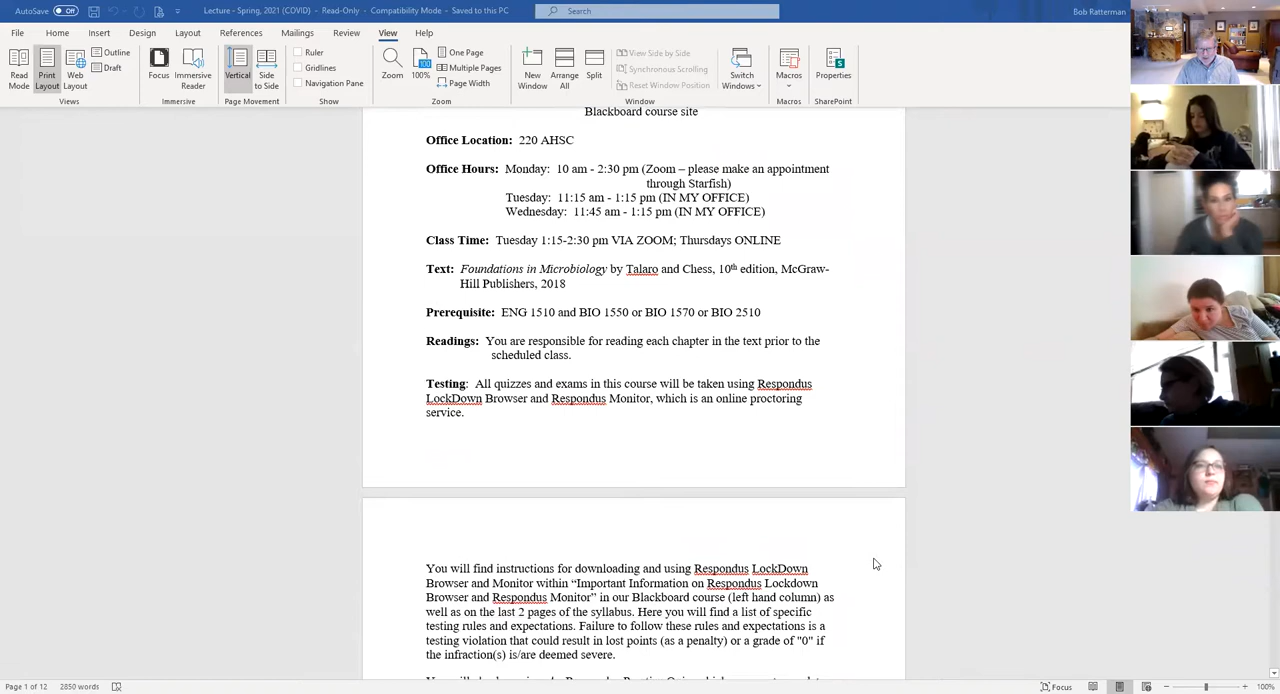 AutoSave Off Lecture - Spring, 2021 (COVID) - Read-Only - Compatibility Mode - Saved to this PC Search Bob Ratterman
File Home Insert Design Layout References Mailings Review View Help
Read Mode Print Layout Web Layout Outline Draft Focus Immersive Reader Vertical Side to Side Ruler Gridlines Navigation Pane Zoom 100% One Page Multiple Pages Page Width New Window Arrange All Split View Side by Side Synchronous Scrolling Reset Window Position Switch Windows Macros Properties
Views Immersive Page Movement Show Zoom Window Macros SharePoint
Blackboard course site
Office Location: 220 AHSC
Office Hours: Monday: 10 am - 2:30 pm (Zoom – please make an appointment
through Starfish)
Tuesday: 11:15 am - 1:15 pm (IN MY OFFICE)
Wednesday: 11:45 am - 1:15 pm (IN MY OFFICE)
Class Time: Tuesday 1:15-2:30 pm VIA ZOOM; Thursdays ONLINE
Text: Foundations in Microbiology by Talaro and Chess, 10th edition, McGraw-
Hill Publishers, 2018
Prerequisite: ENG 1510 and BIO 1550 or BIO 1570 or BIO 2510
Readings: You are responsible for reading each chapter in the text prior to the
scheduled class.
Testing: All quizzes and exams in this course will be taken using Respondus
LockDown Browser and Respondus Monitor, which is an online proctoring
service.
You will find instructions for downloading and using Respondus LockDown
Browser and Monitor within “Important Information on Respondus Lockdown
Browser and Respondus Monitor” in our Blackboard course (left hand column) as
well as on the last 2 pages of the syllabus. Here you will find a list of specific
testing rules and expectations. Failure to follow these rules and expectations is a
testing violation that could result in lost points (as a penalty) or a grade of "0" if
the infraction(s) is/are deemed severe.
Page 1 of 12 2850 words Focus 100%